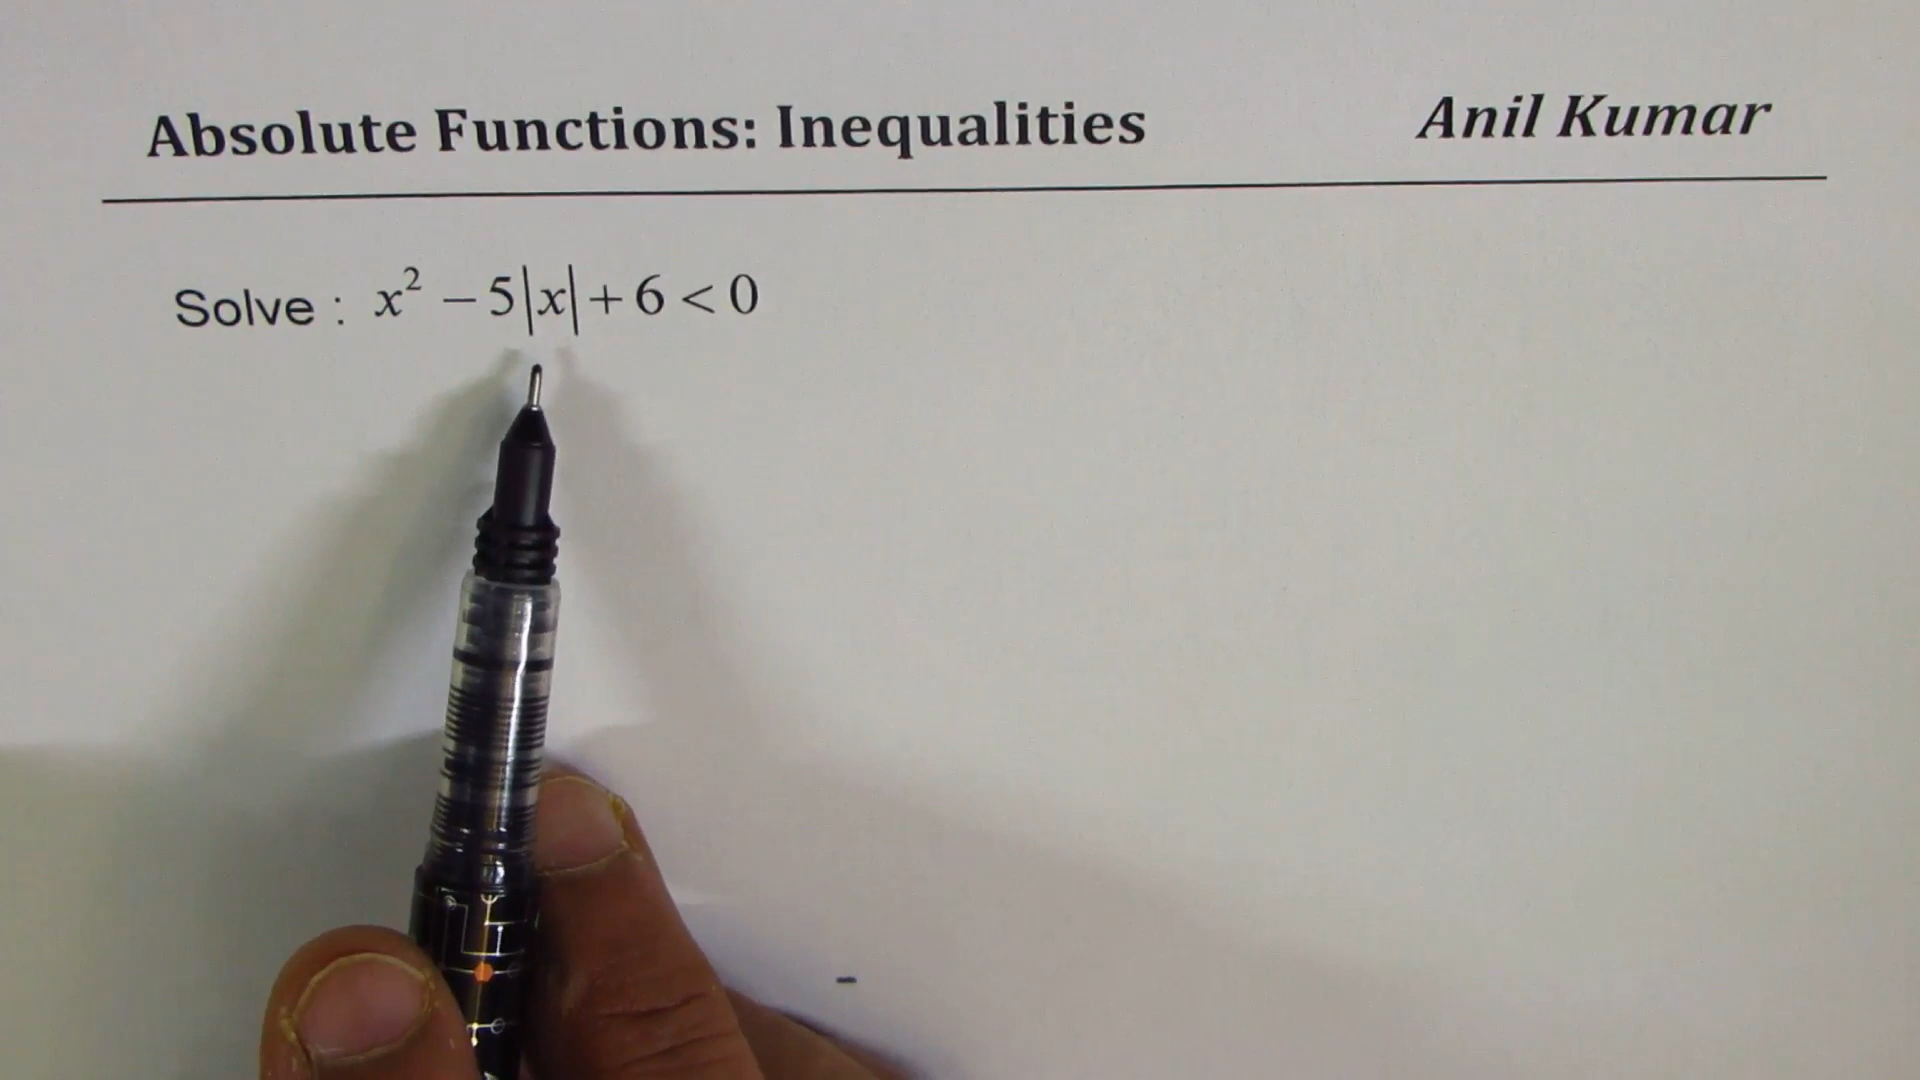 Absolute Functions: Inequalities Anil Kumar
Solve : x² − 5|x| + 6 < 0